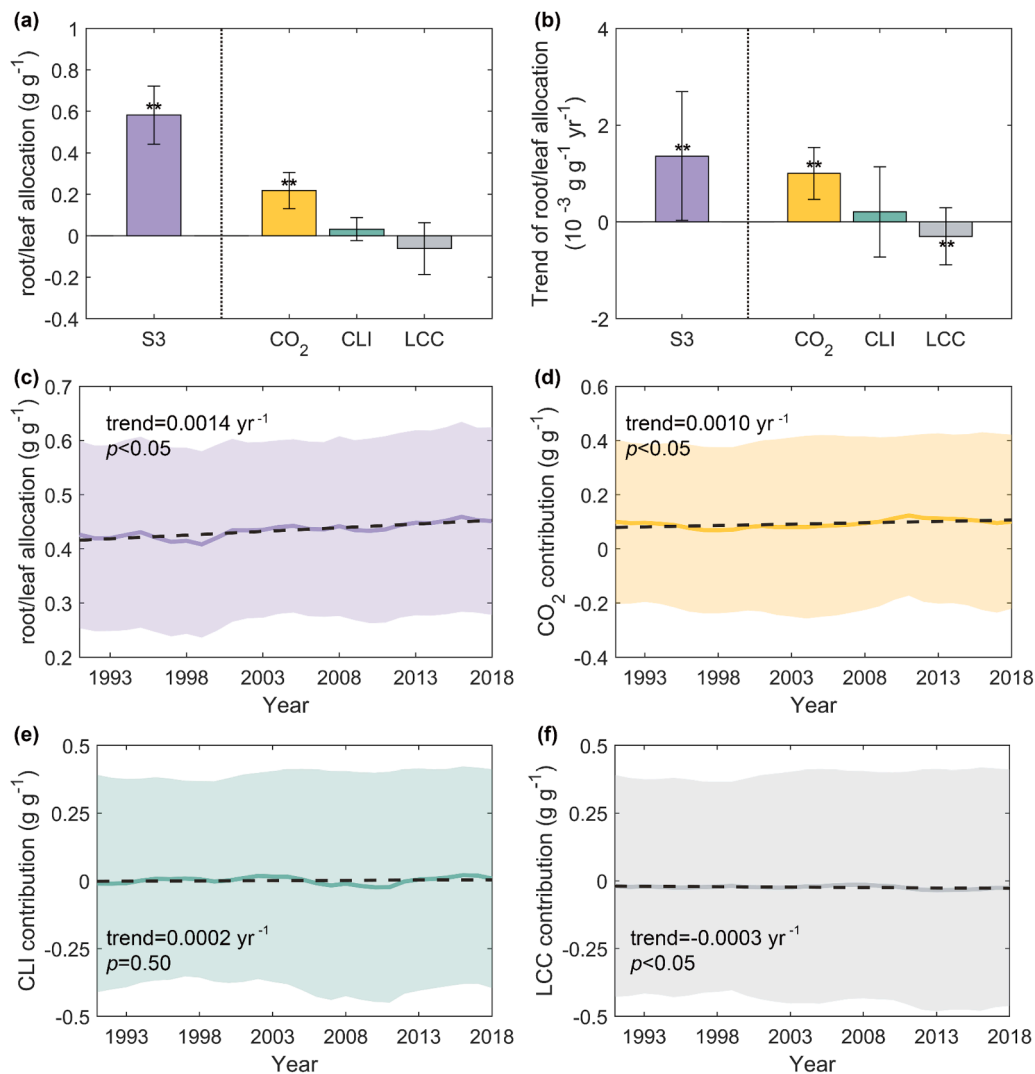 (a)
root/leaf allocation (g g⁻¹)
1
0.8
0.6
0.4
0.2
0
-0.2
-0.4
**
**
S3
CO₂
CLI
LCC
(b)
Trend of root/leaf allocation
(10⁻³ g g⁻¹ yr⁻¹)
4
2
0
-2
**
**
**
S3
CO₂
CLI
LCC
(c)
root/leaf allocation (g g⁻¹)
0.7
0.6
0.5
0.4
0.3
0.2
trend=0.0014 yr⁻¹
p<0.05
1993
1998
2003
2008
2013
2018
Year
(d)
CO₂ contribution (g g⁻¹)
0.6
0.4
0.2
0
-0.2
-0.4
trend=0.0010 yr⁻¹
p<0.05
1993
1998
2003
2008
2013
2018
Year
(e)
CLI contribution (g g⁻¹)
0.5
0.25
0
-0.25
-0.5
trend=0.0002 yr⁻¹
p=0.50
1993
1998
2003
2008
2013
2018
Year
(f)
LCC contribution (g g⁻¹)
0.5
0.25
0
-0.25
-0.5
trend=-0.0003 yr⁻¹
p<0.05
1993
1998
2003
2008
2013
2018
Year